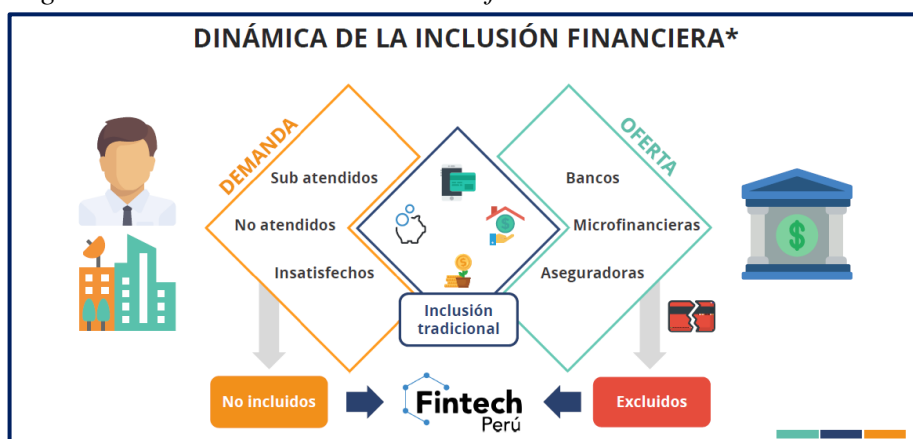 DINÁMICA DE LA INCLUSIÓN FINANCIERA*
DEMANDA
Sub atendidos
No atendidos
Insatisfechos
OFERTA
Bancos
Microfinancieras
Aseguradoras
Inclusión
tradicional
No incluidos
Fintech
Perú
Excluidos